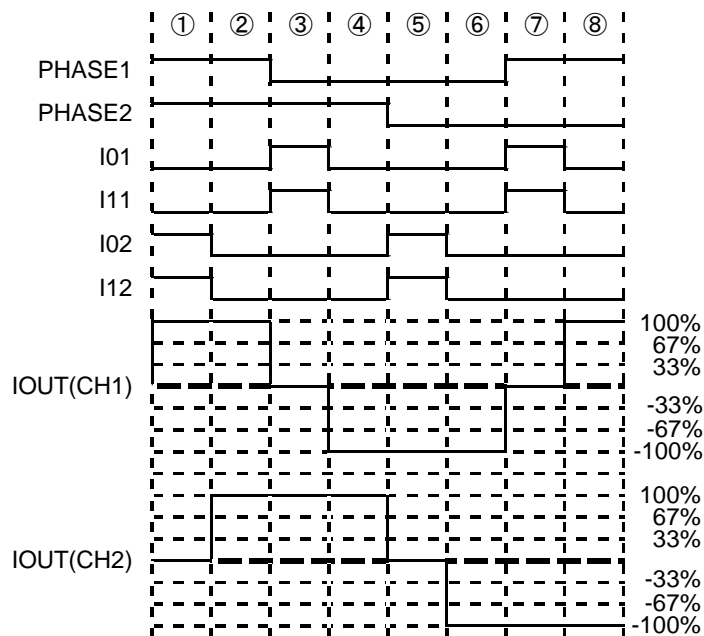 ① ② ③ ④ ⑤ ⑥ ⑦ ⑧
PHASE1
PHASE2
I01
I11
I02
I12
100%
67%
33%
IOUT(CH1)
-33%
-67%
-100%
100%
67%
33%
IOUT(CH2)
-33%
-67%
-100%